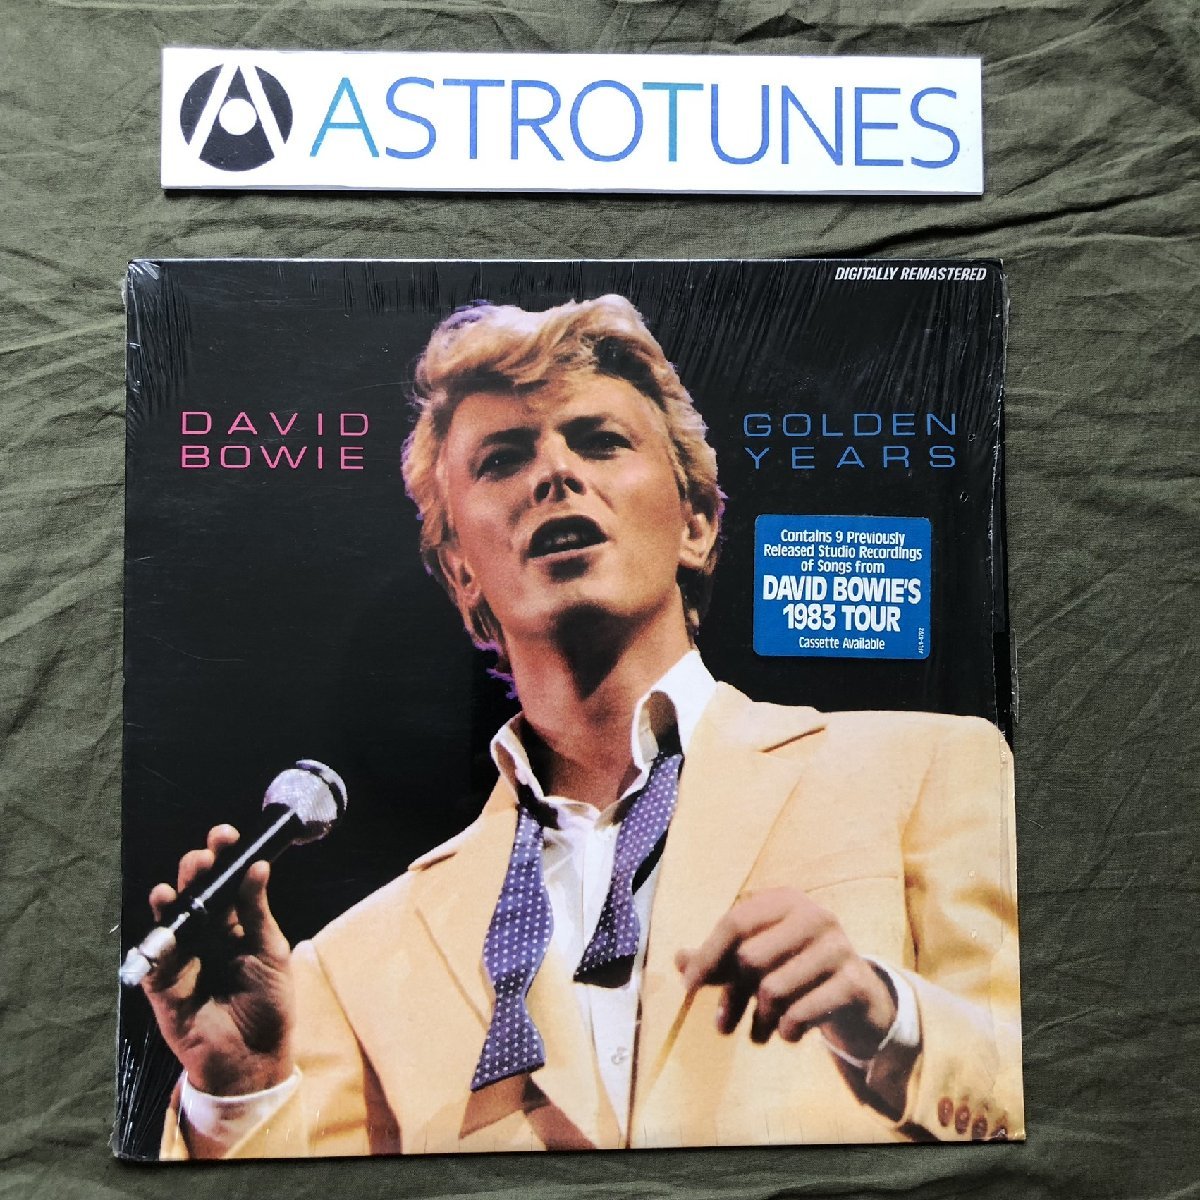 ASTROTUNES
DIGITALLY REMASTERED
DAVID
BOWIE
GOLDEN
YEARS
Contains 9 Previously
Released Studio Recordings
of Songs from
DAVID BOWIE'S
1983 TOUR
Cassette Available